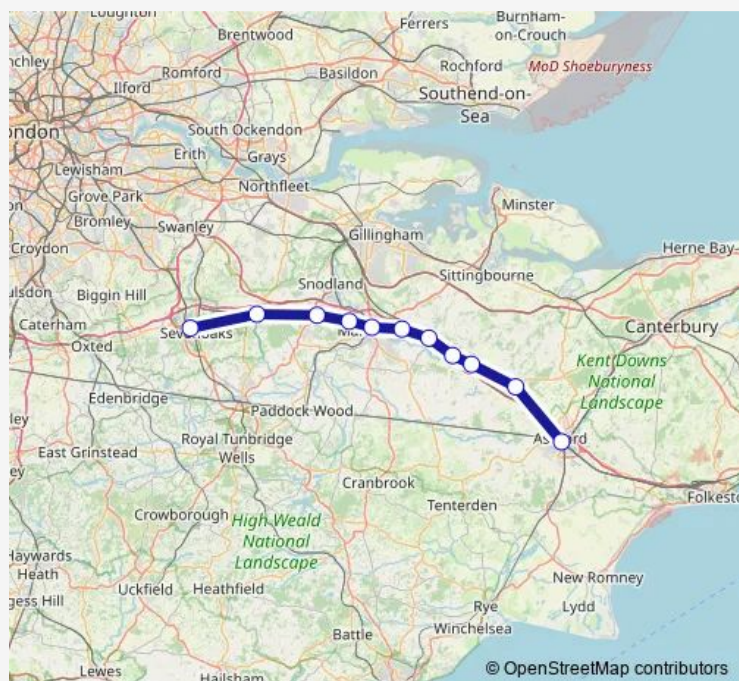 Loughton
Burnham-
on-Crouch
Brentwood
Ferrers
Romford
Basildon
Rochford
MoD Shoeburyness
Ilford
Southend-on-
Sea
South Ockendon
Erith
Grays
Lewisham
Northfleet
Grove Park
Bromley
Swanley
Minster
Croydon
Gillingham
Herne Bay
Snodland
Sittingbourne
Biggin Hill
Caterham
Oxted
Canterbury
Kent Downs
National
Landscape
Edenbridge
Paddock Wood
Royal Tunbridge
Wells
East Grinstead
Cranbrook
Tenterden
Crowborough
High Weald
National
Landscape
Haywards
Heath
Uckfield
Heathfield
New Romney
Rye
Lydd
Winchelsea
Battle
Lewes
Hailsham
© OpenStreetMap contributors